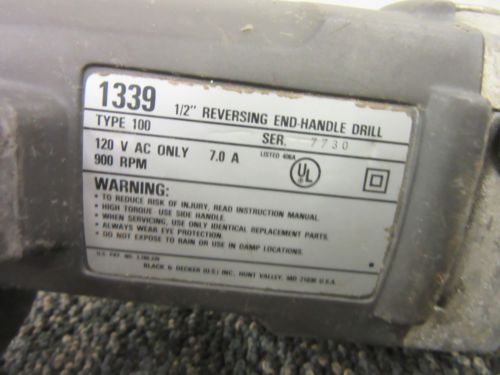 1339 1/2" REVERSING END-HANDLE DRILL
TYPE 100 SER. 7730
120 V AC ONLY 7.0 A LISTED
900 RPM UL
WARNING:
• TO REDUCE RISK OF INJURY, READ INSTRUCTION MANUAL.
• HIGH TORQUE USE SIDE HANDLE.
• WHEN SERVICING, USE ONLY IDENTICAL REPLACEMENT PARTS.
• ALWAYS WEAR EYE PROTECTION.
• DO NOT EXPOSE TO RAIN OR USE IN DAMP LOCATIONS.
U.S. PAT. NO.
BLACK & DECKER (U.S.) INC., HUNT VALLEY, MD U.S.A.